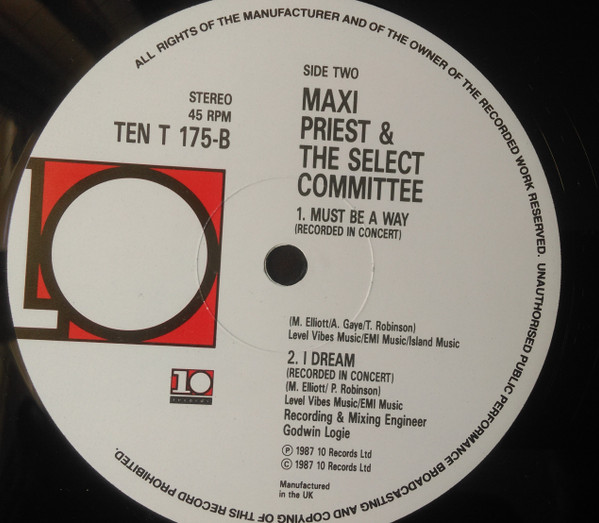 ALL RIGHTS OF THE MANUFACTURER AND OF THE OWNER OF THE RECORDED WORK RESERVED. UNAUTHORISED PUBLIC PERFORMANCE BROADCASTING AND COPYING OF THIS RECORD PROHIBITED.
STEREO
45 RPM
TEN T 175-B
SIDE TWO
MAXI
PRIEST &
THE SELECT
COMMITTEE
1. MUST BE A WAY
(RECORDED IN CONCERT)
(M. Elliott/A. Gaye/T. Robinson)
Level Vibes Music/EMI Music/Island Music
2. I DREAM
(RECORDED IN CONCERT)
(M. Elliott/ P. Robinson)
Level Vibes Music/EMI Music
Recording & Mixing Engineer
Godwin Logie
℗ 1987 10 Records Ltd
© 1987 10 Records Ltd
Manufactured
in the UK
10
10
records